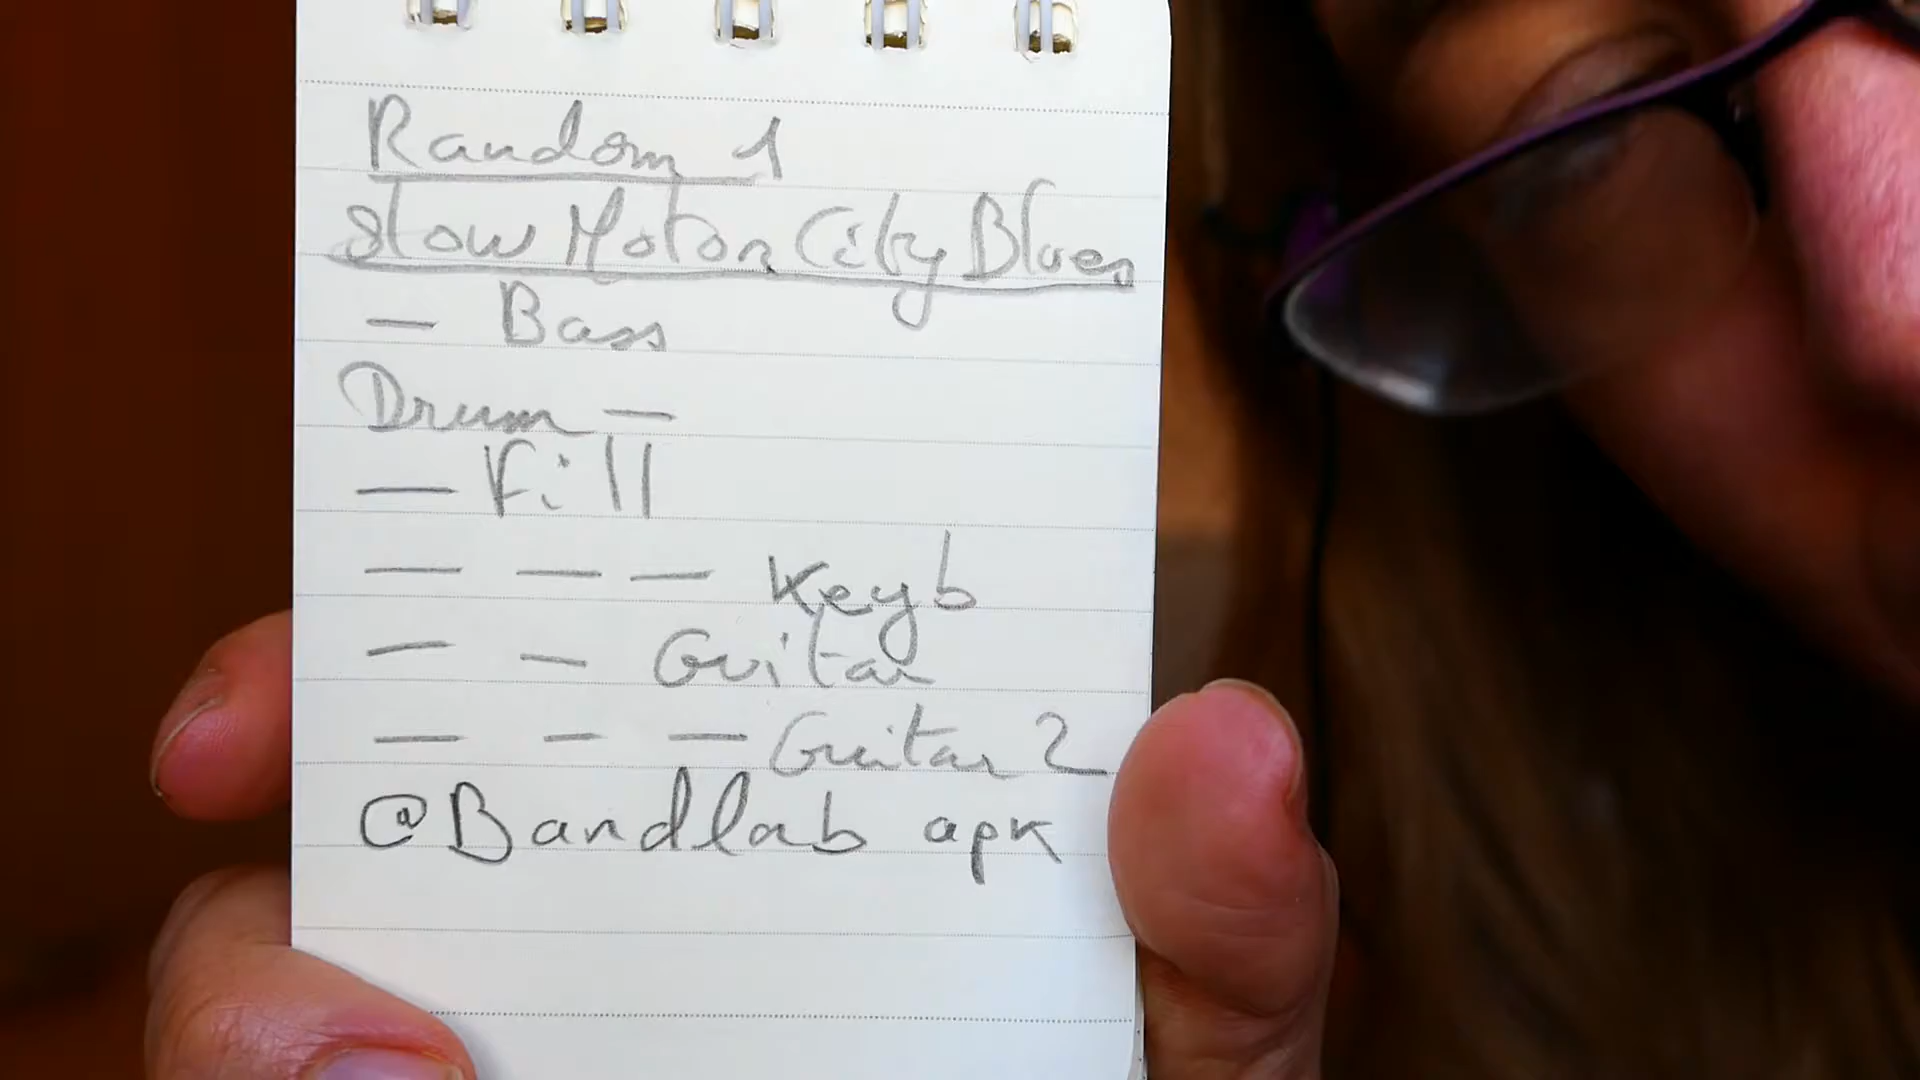 Random 1
Slow Motor City Blues
— Bass
Drum —
— Fill
— — — Keyb
— — Guitar
— — — Guitar 2
@Bandlab apk